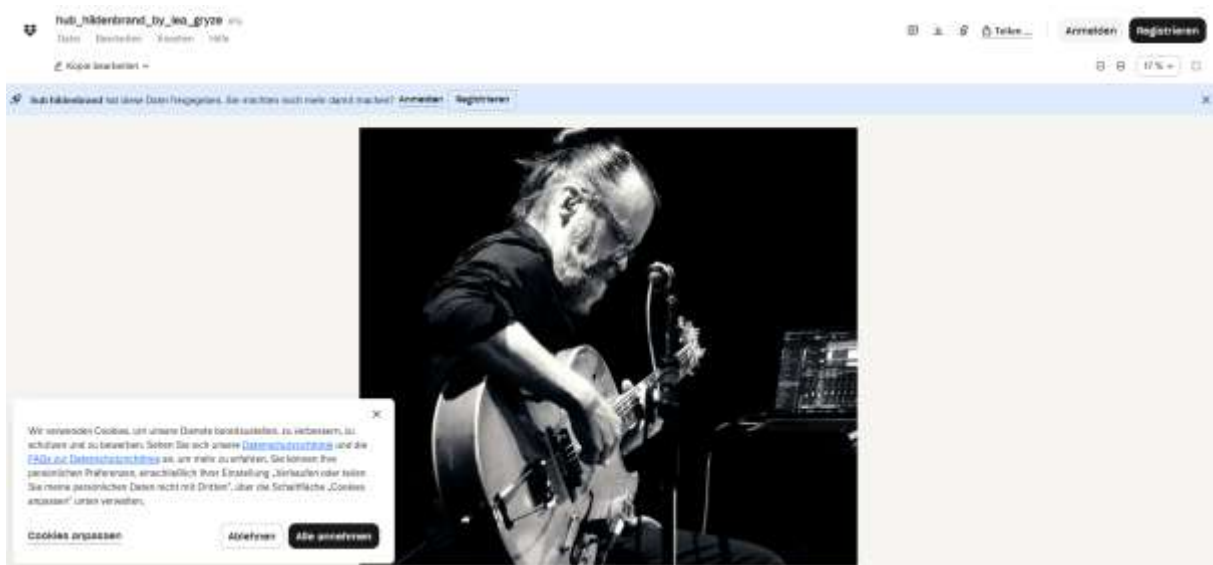 hub_hildenbrand_by_lea_gryze
Datei Bearbeiten Ansehen Hilfe
Teilen ...
Anmelden
Registrieren
Kopie bearbeiten
17 %
hub hildenbrand hat diese Datei freigegeben. Sie möchten noch mehr damit machen? Anmelden Registrieren
Wir verwenden Cookies, um unsere Dienste bereitzustellen, zu verbessern, zu
schützen und zu bewerben. Sehen Sie sich unsere Datenschutzrichtlinie und die
FAQs zur Datenschutzrichtlinie an, um mehr zu erfahren. Sie können Ihre
persönlichen Präferenzen, einschließlich Ihrer Einstellung „Verkaufen oder teilen
Sie meine persönlichen Daten nicht mit Dritten“, über die Schaltfläche „Cookies
anpassen“ unten verwalten.
Cookies anpassen
Ablehnen
Alle annehmen